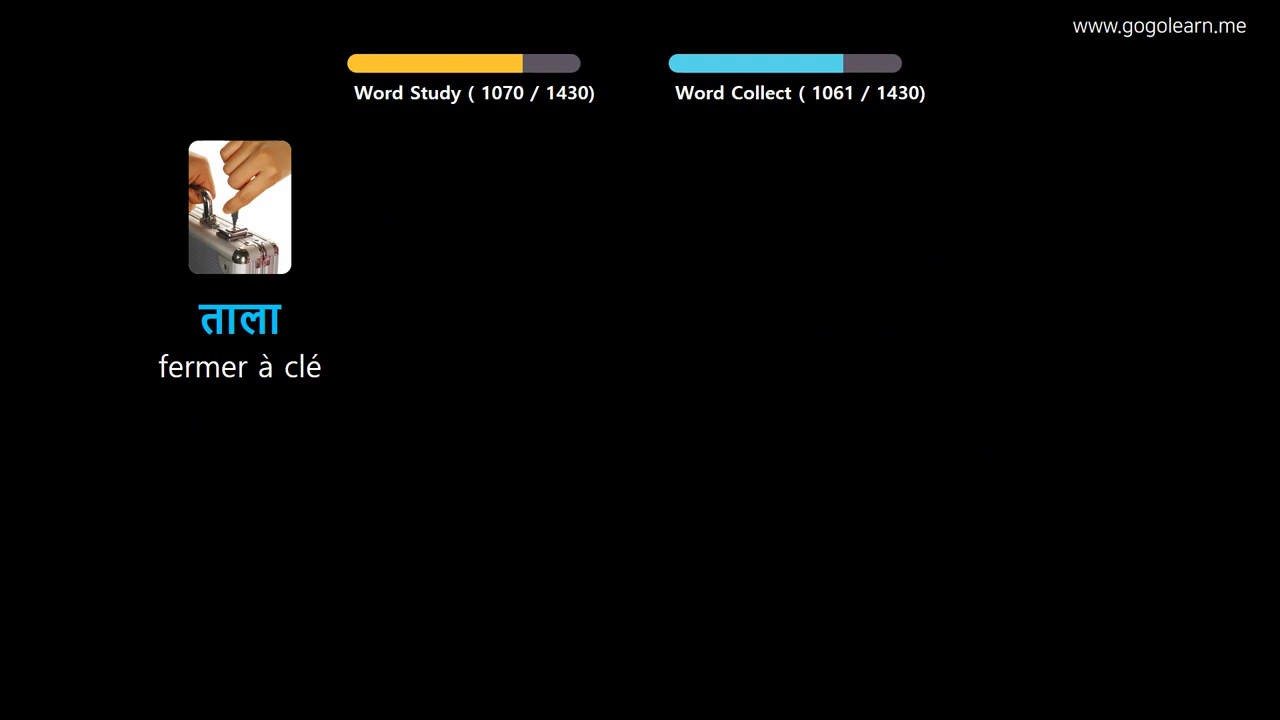 www.gogolearn.me
Word Study ( 1070 / 1430)
Word Collect ( 1061 / 1430)
ताला
fermer à clé